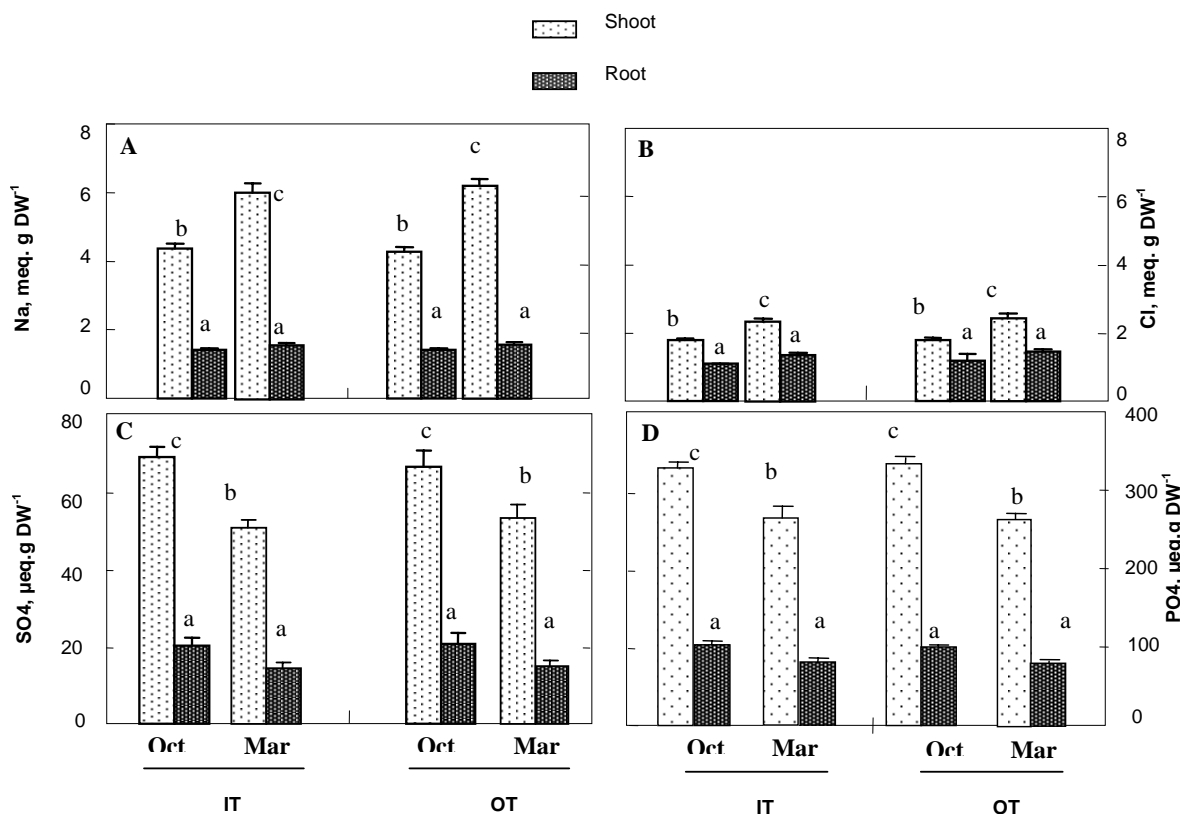 Shoot
Root
A
8
6
4
2
0
Na, meq. g DW-1
b
a
c
a
b
a
c
a
B
8
6
4
2
0
Cl, meq. g DW-1
b
a
c
a
b
a
c
a
C
80
60
40
20
0
SO4, µeq.g DW-1
c
a
b
a
c
a
b
a
D
400
300
200
100
0
PO4, µeq.g DW-1
c
a
b
a
c
a
b
a
Oct Mar Oct Mar
IT OT
Oct Mar Oct Mar
IT OT